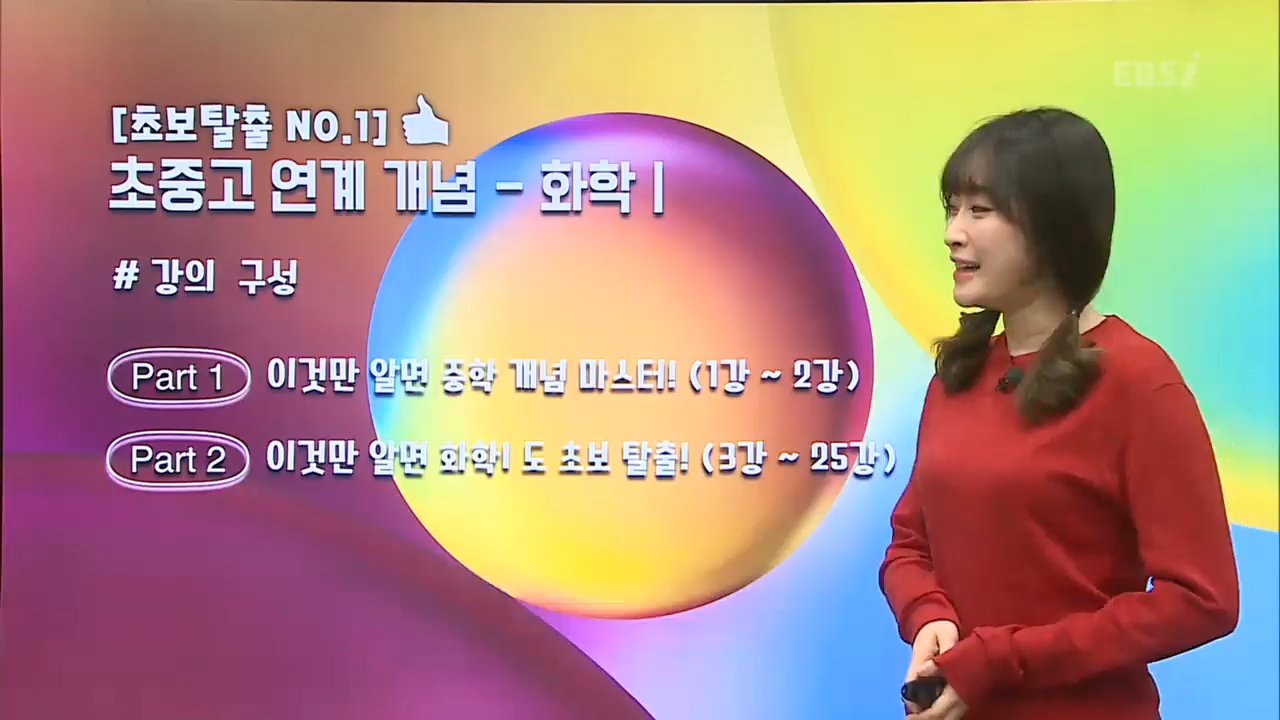 EBSi
[초보탈출 NO.1]
초중고 연계 개념 - 화학 I
# 강의 구성
Part 1 이것만 알면 중학 개념 마스터! (1강 ~ 2강)
Part 2 이것만 알면 화학I 도 초보 탈출! (3강 ~ 25강)